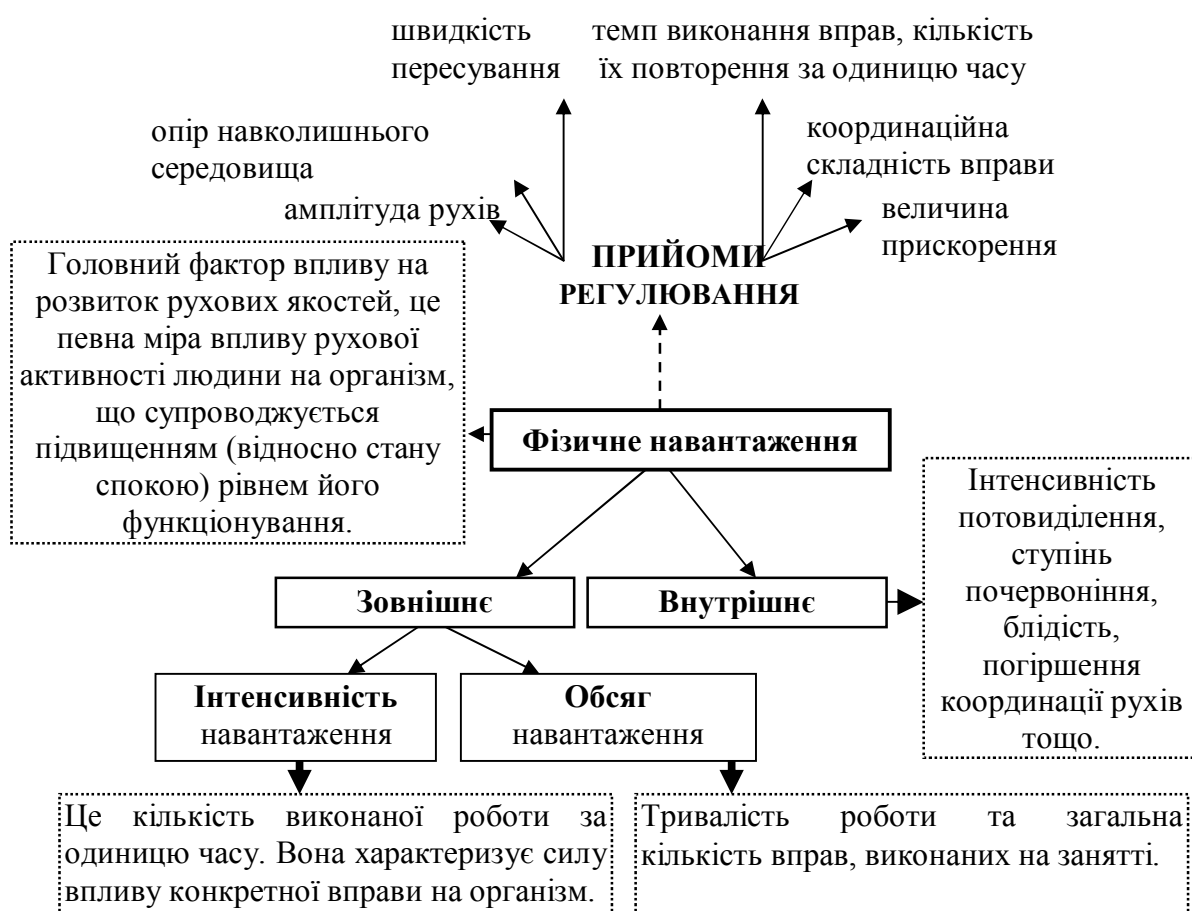 швидкість
пересування
темп виконання вправ, кількість
їх повторення за одиницю часу
опір навколишнього
середовища
координаційна
складність вправи
амплітуда рухів
величина
прискорення
ПРИЙОМИ
РЕГУЛЮВАННЯ
Головний фактор впливу на
розвиток рухових якостей, це
певна міра впливу рухової
активності людини на організм,
що супроводжується
підвищенням (відносно стану
спокою) рівнем його
функціонування.
Фізичне навантаження
Інтенсивність
потовиділення,
ступінь
почервоніння,
блідість,
погіршення
координації рухів
тощо.
Зовнішнє
Внутрішнє
Інтенсивність
навантаження
Обсяг
навантаження
Це кількість виконаної роботи за
одиницю часу. Вона характеризує силу
впливу конкретної вправи на організм.
Тривалість роботи та загальна
кількість вправ, виконаних на занятті.